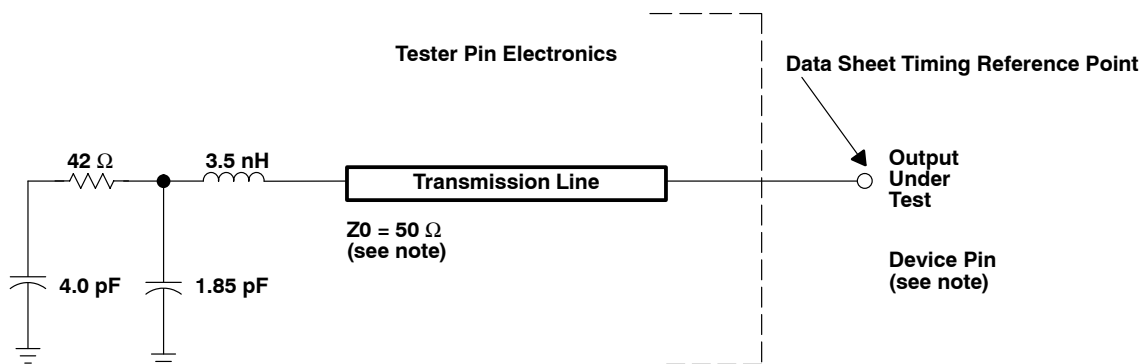 Tester Pin Electronics
Data Sheet Timing Reference Point
42 Ω
3.5 nH
Transmission Line
Output
Under
Test
Z0 = 50 Ω
(see note)
Device Pin
(see note)
4.0 pF
1.85 pF